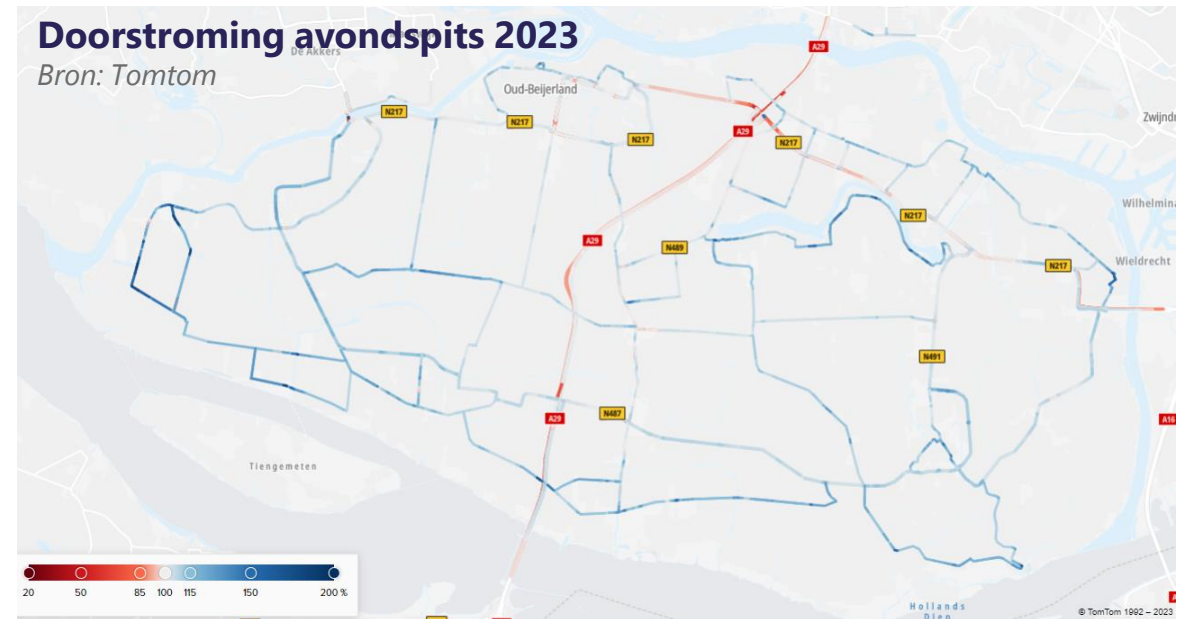 Doorstroming avondspits 2023
De Akkers
Bron: Tomtom
A29
Oud-Beijerland
N217
N217
N217
A29
N217
Zwijndr
Wilhelmina
N217
A29
N489
Wieldrecht
N217
N491
A29
N487
A16
Tiengemeten
20 50 85 100 115 150 200 %
Hollands
Diep
© TomTom 1992 – 2023